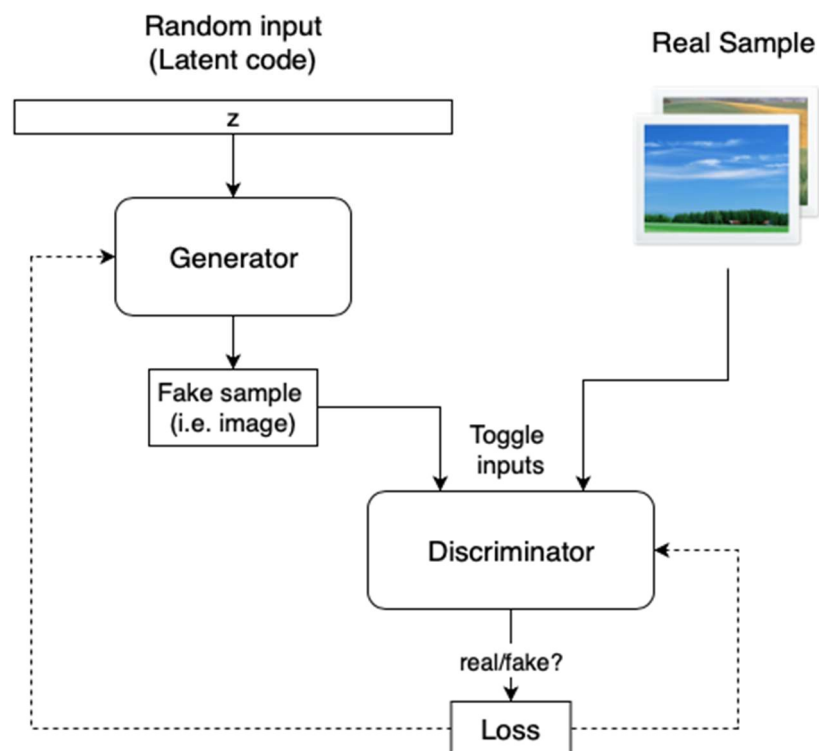 Random input
(Latent code)
Real Sample
z
Generator
Fake sample
(i.e. image)
Toggle
inputs
Discriminator
real/fake?
Loss